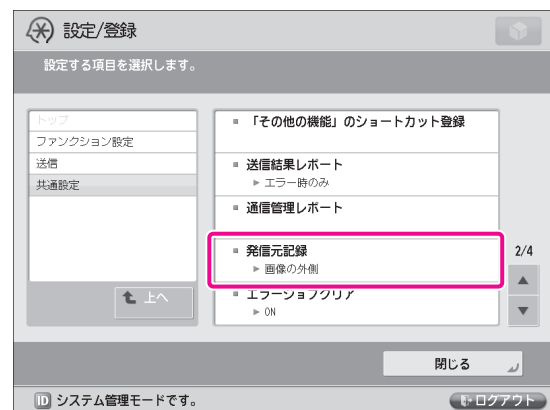 設定/登録
設定する項目を選択します。
トップ
ファンクション設定
送信
共通設定
上へ
「その他の機能」のショートカット登録
送信結果レポート
エラー時のみ
通信管理レポート
発信元記録
画像の外側
エラージョブクリア
ON
2/4
閉じる
ID システム管理モードです。
ログアウト